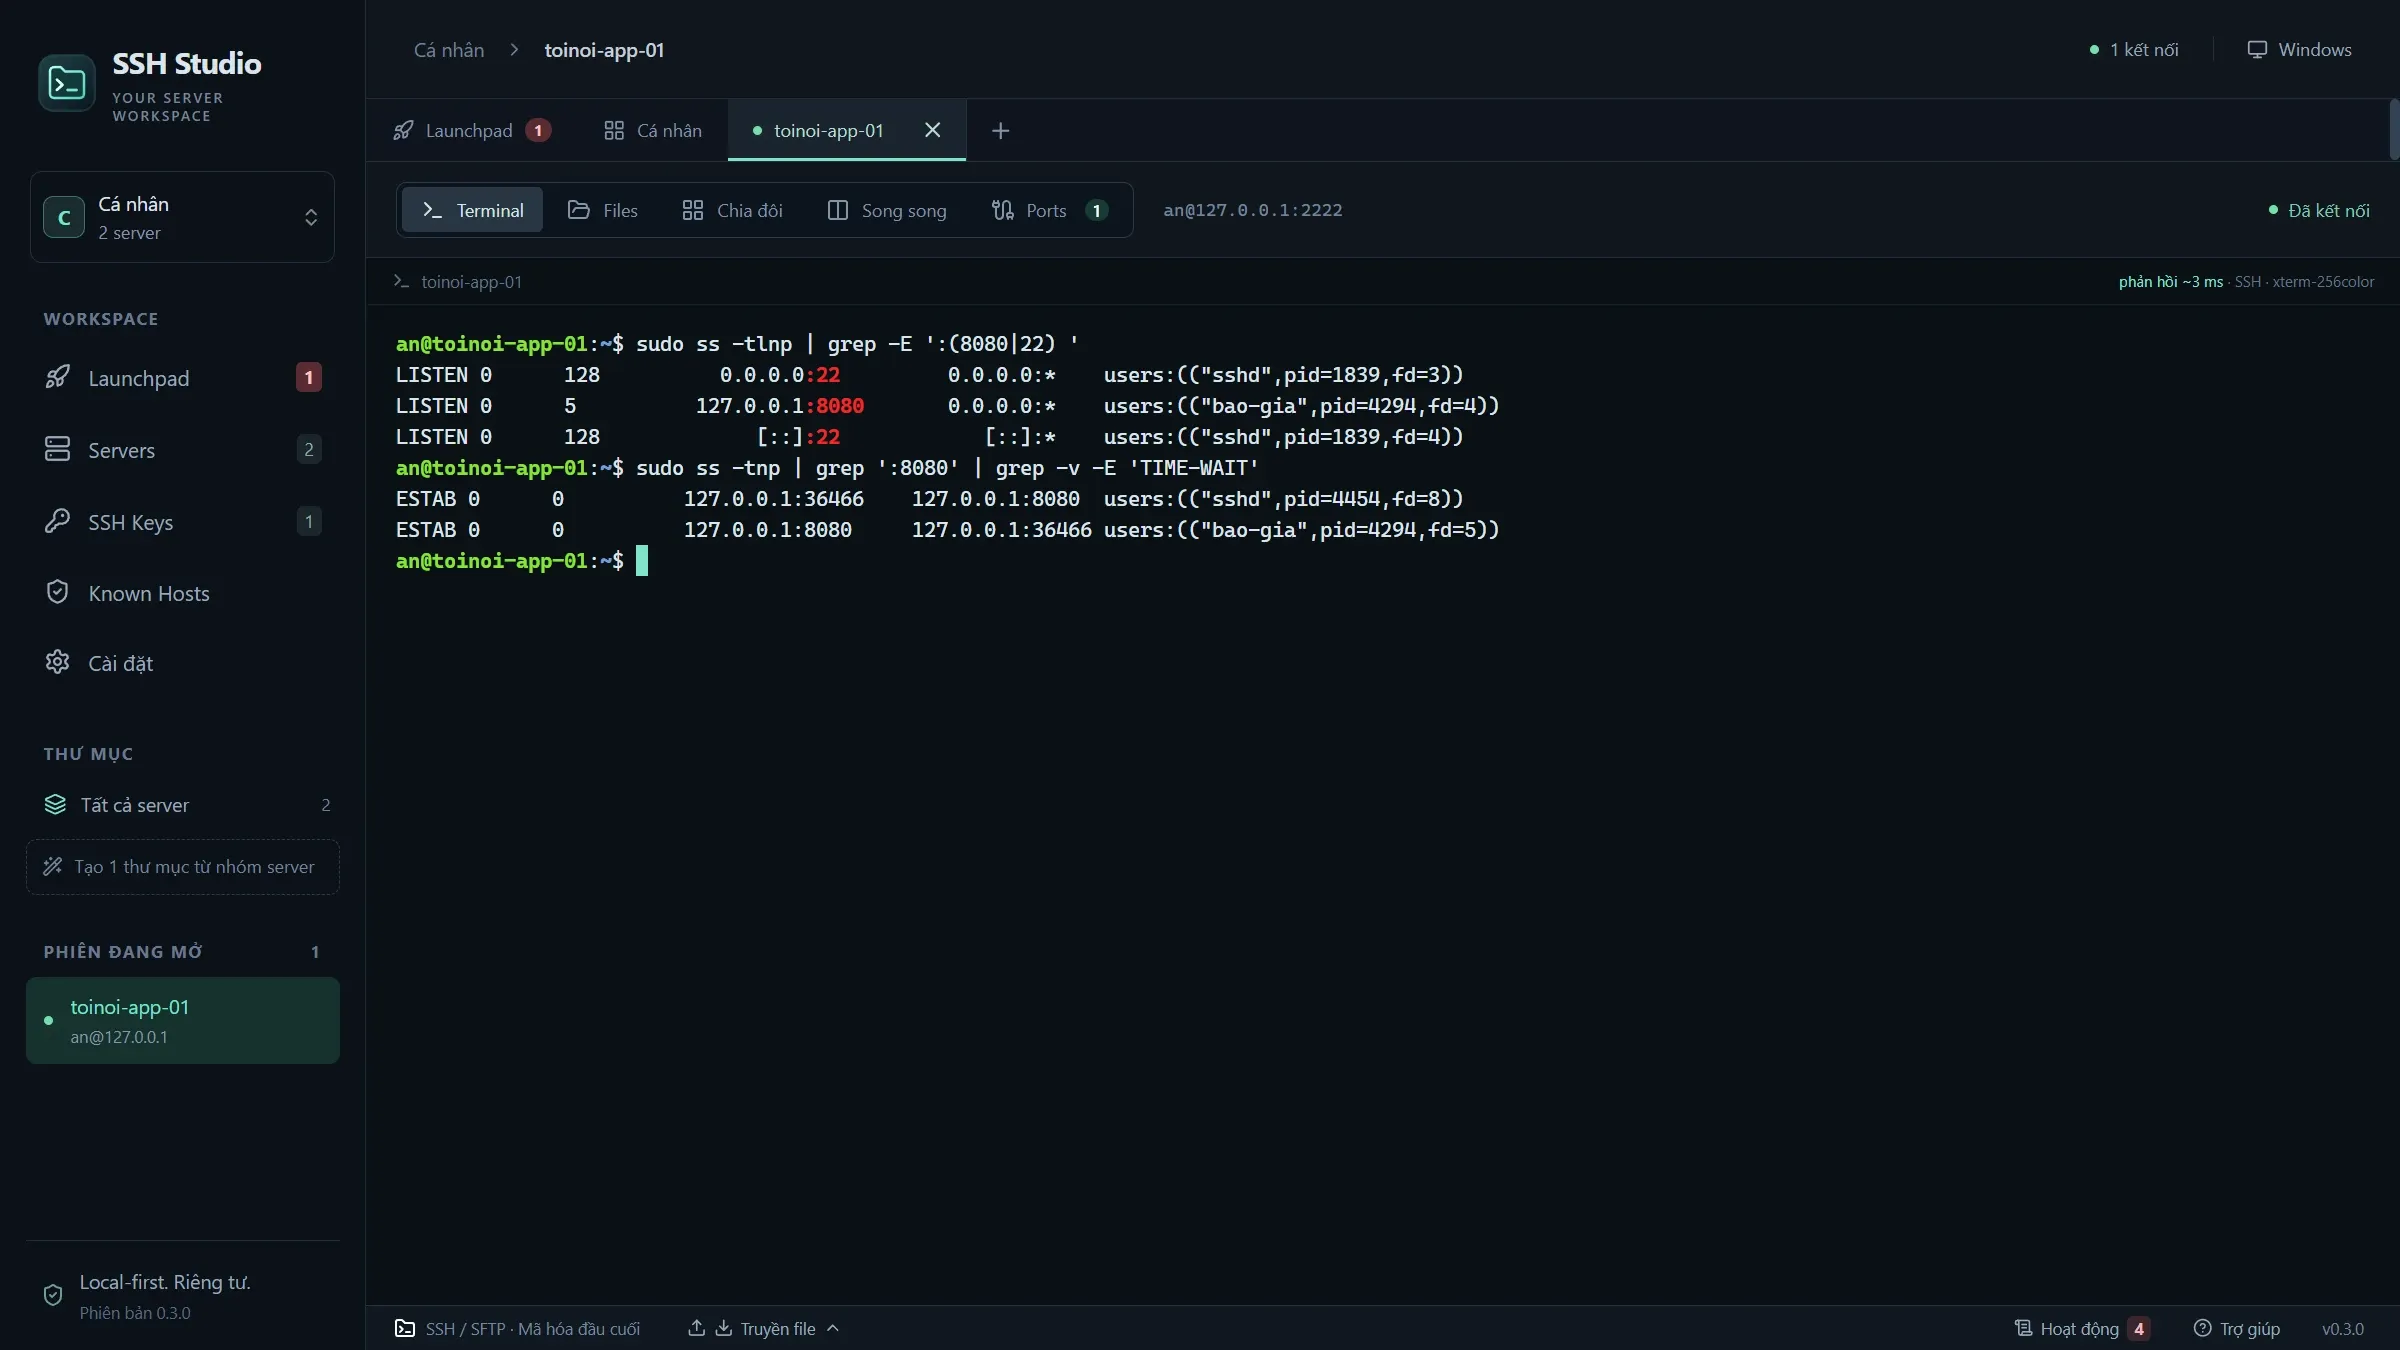 SSH Studio
YOUR SERVER
WORKSPACE
C
Cá nhân
2 server
WORKSPACE
Launchpad 1
Servers 2
SSH Keys 1
Known Hosts
Cài đặt
THƯ MỤC
Tất cả server 2
Tạo 1 thư mục từ nhóm server
PHIÊN ĐANG MỞ 1
toinoi-app-01
an@127.0.0.1
Local-first. Riêng tư.
Phiên bản 0.3.0
Cá nhân > toinoi-app-01
1 kết nối
Windows
Launchpad 1
Cá nhân
toinoi-app-01
Terminal
Files
Chia đôi
Song song
Ports 1
an@127.0.0.1:2222
Đã kết nối
toinoi-app-01
phản hồi ~3 ms · SSH · xterm-256color
an@toinoi-app-01:~$ sudo ss -tlnp | grep -E ':(8080|22) '
LISTEN 0      128          0.0.0.0:22         0.0.0.0:*    users:(("sshd",pid=1839,fd=3))
LISTEN 0      5          127.0.0.1:8080       0.0.0.0:*    users:(("bao-gia",pid=4294,fd=4))
LISTEN 0      128             [::]:22            [::]:*    users:(("sshd",pid=1839,fd=4))
an@toinoi-app-01:~$ sudo ss -tnp | grep ':8080' | grep -v -E 'TIME-WAIT'
ESTAB 0      0          127.0.0.1:36466    127.0.0.1:8080  users:(("sshd",pid=4454,fd=8))
ESTAB 0      0          127.0.0.1:8080     127.0.0.1:36466 users:(("bao-gia",pid=4294,fd=5))
an@toinoi-app-01:~$
SSH / SFTP · Mã hóa đầu cuối
Truyền file
Hoạt động 4
Trợ giúp
v0.3.0